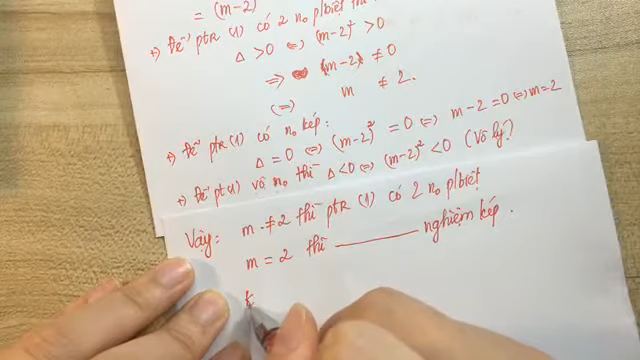 = (m-2)²
+) Để ptr (1) có 2 n₀ p/biệt thì
Δ > 0 <=> (m-2)² > 0
=> (m-2) ≠ 0
(=) m ≠ 2.
+) Để ptr (1) có n₀ kép:
Δ = 0 (=) (m-2)² = 0 (=) m - 2 = 0 (=) m = 2
+) Để pt(1) vô n₀ thì Δ<0 (=) (m-2)² < 0 (Vô lý)
Vậy: m ≠ 2 thì ptr (1) có 2 n₀ p/biệt
m = 2 thì ——— nghiệm kép.